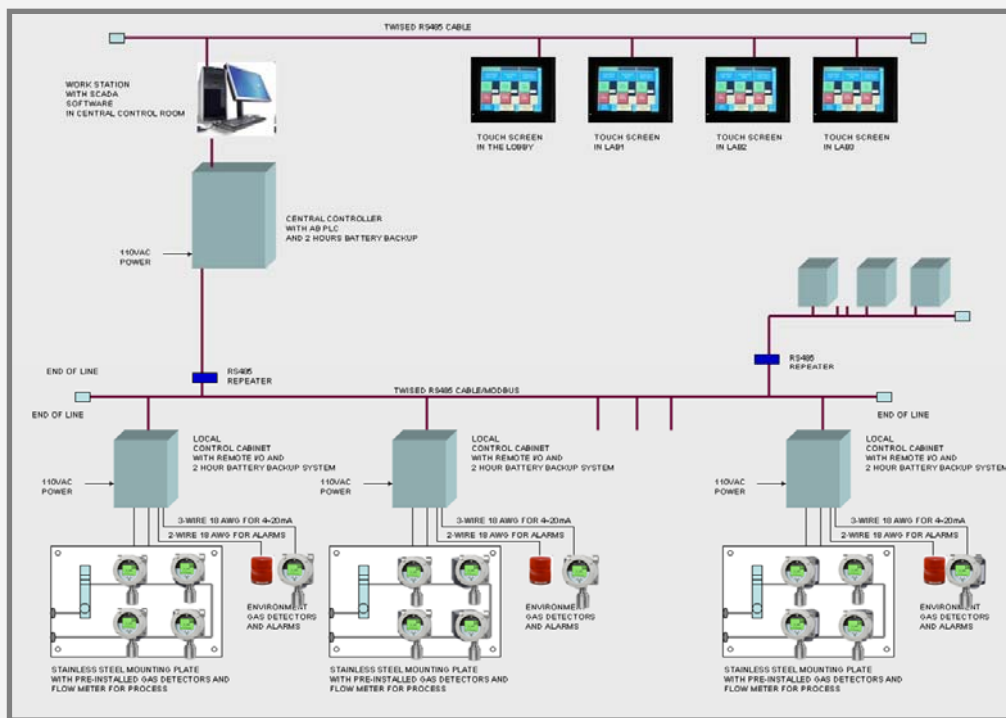 TWISED RS485 CABLE
WORK STATION
WITH SCADA
SOFTWARE
IN CENTRAL CONTROL ROOM
TOUCH SCREEN
IN THE LOBBY
TOUCH SCREEN
IN LAB1
TOUCH SCREEN
IN LAB2
TOUCH SCREEN
IN LAB3
CENTRAL CONTROLLER
WITH AB PLC
AND 2 HOURS BATTERY BACKUP
110VAC
POWER
RS485
REPEATER
RS485
REPEATER
END OF LINE
TWISED RS485 CABLE/MODBUS
END OF LINE
END OF LINE
LOCAL
CONTROL CABINET
WITH REMOTE I/O AND
2 HOUR BATTERY BACKUP SYSTEM
110VAC
POWER
3-WIRE 18 AWG FOR 4~20mA
2-WIRE 18 AWG FOR ALARMS
ENVIRONMENT
GAS DETECTORS
AND ALARMS
STAINLESS STEEL MOUNTING PLATE
WITH PRE-INSTALLED GAS DETECTORS AND
FLOW METER FOR PROCESS
LOCAL
CONTROL CABINET
WITH REMOTE I/O AND
2 HOUR BATTERY BACKUP SYSTEM
110VAC
POWER
3-WIRE 18 AWG FOR 4~20mA
2-WIRE 18 AWG FOR ALARMS
ENVIRONMENT
GAS DETECTORS
AND ALARMS
STAINLESS STEEL MOUNTING PLATE
WITH PRE-INSTALLED GAS DETECTORS AND
FLOW METER FOR PROCESS
LOCAL
CONTROL CABINET
WITH REMOTE I/O AND
2 HOUR BATTERY BACKUP SYSTEM
110VAC
POWER
3-WIRE 18 AWG FOR 4~20mA
2-WIRE 18 AWG FOR ALARMS
ENVIRONMENT
GAS DETECTORS
AND ALARMS
STAINLESS STEEL MOUNTING PLATE
WITH PRE-INSTALLED GAS DETECTORS AND
FLOW METER FOR PROCESS